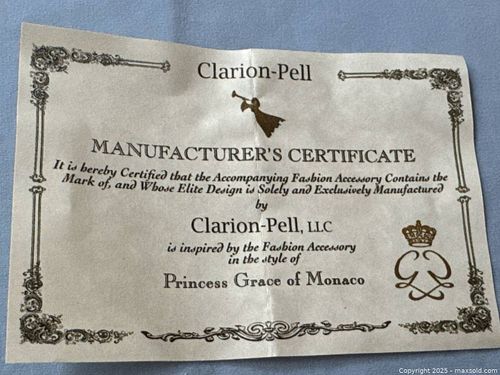 Clarion-Pell
MANUFACTURER'S CERTIFICATE
It is hereby Certified that the Accompanying Fashion Accessory Contains the
Mark of, and Whose Elite Design is Solely and Exclusively Manufactured
by
Clarion-Pell, LLC
is inspired by the Fashion Accessory
in the style of
Princess Grace of Monaco
Copyright © 2025 - maxsold.com